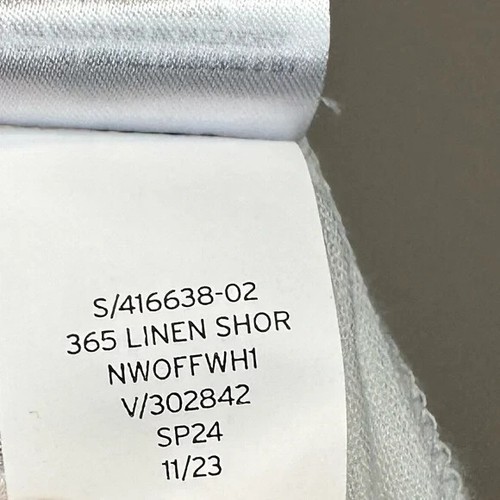 S/416638-02
365 LINEN SHOR
NWOFFWH1
V/302842
SP24
11/23